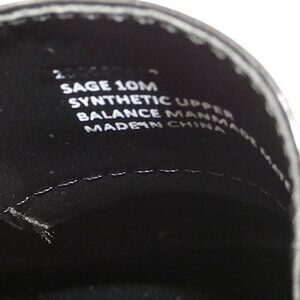 SAGE 10M
SYNTHETIC UPPER
BALANCE MANMADE
MADE IN CHINA